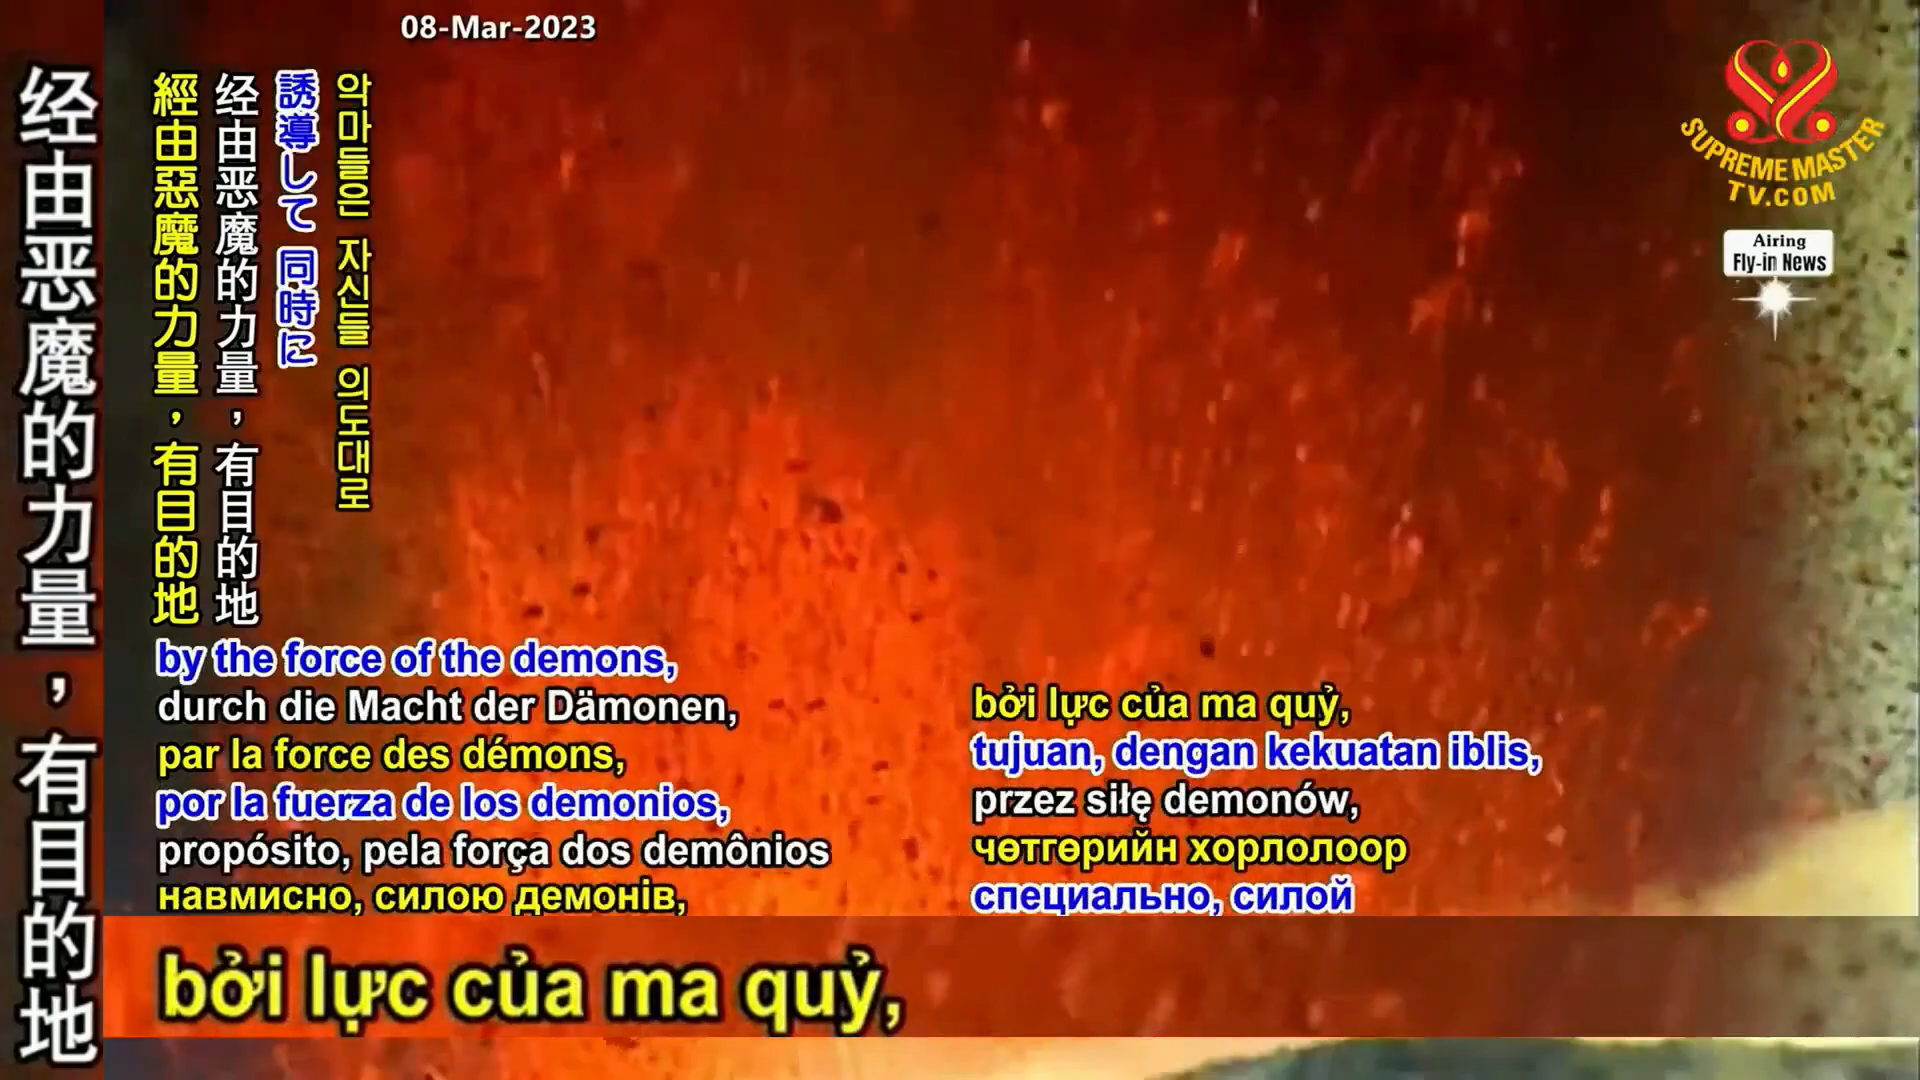 08-Mar-2023
SUPREME MASTER
TV.COM
Airing
Fly-in News
经由恶魔的力量，有目的地
經由惡魔的力量，有目的地
经由恶魔的力量，有目的地
誘導して 同時に
악마들은 자신들 의도대로
by the force of the demons,
durch die Macht der Dämonen,
par la force des démons,
por la fuerza de los demonios,
propósito, pela força dos demônios
навмисно, силою демонів,
bởi lực của ma quỷ,
tujuan, dengan kekuatan iblis,
przez siłę demonów,
чөтгөрийн хорлолоор
специально, силой
bởi lực của ma quỷ,